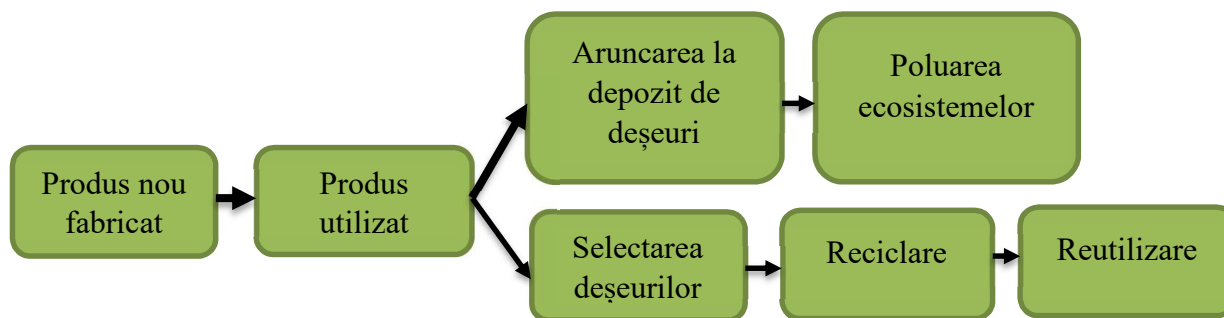 Produs nou
fabricat
Produs
utilizat
Aruncarea la
depozit de
deșeuri
Poluarea
ecosistemelor
Selectarea
deșeurilor
Reciclare
Reutilizare